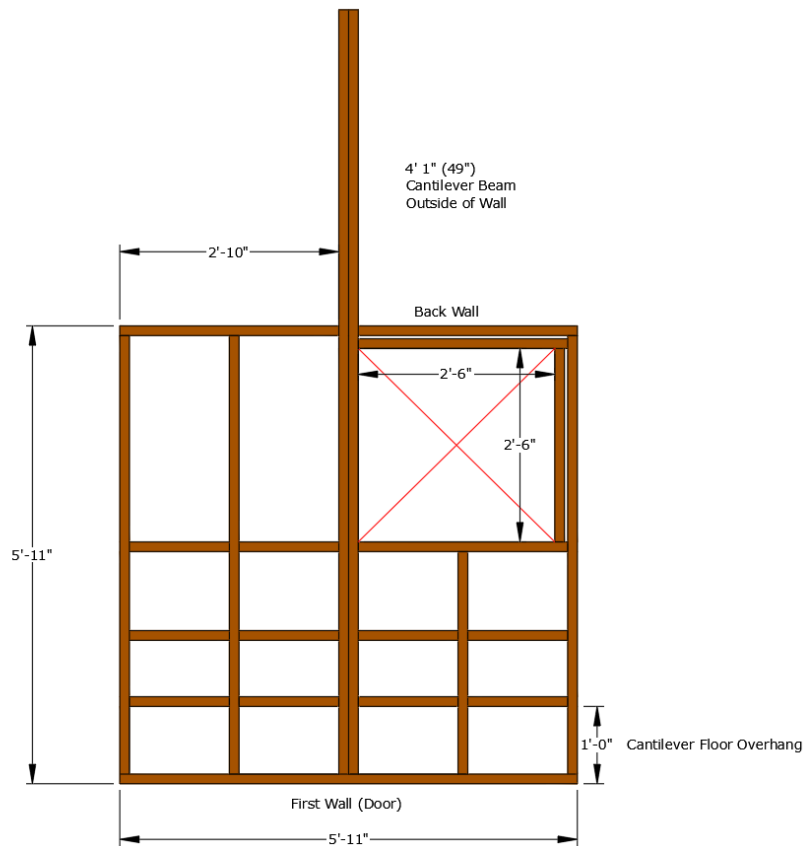 4' 1" (49")
Cantilever Beam
Outside of Wall
2'-10"
Back Wall
2'-6"
2'-6"
5'-11"
1'-0"
Cantilever Floor Overhang
First Wall (Door)
5'-11"